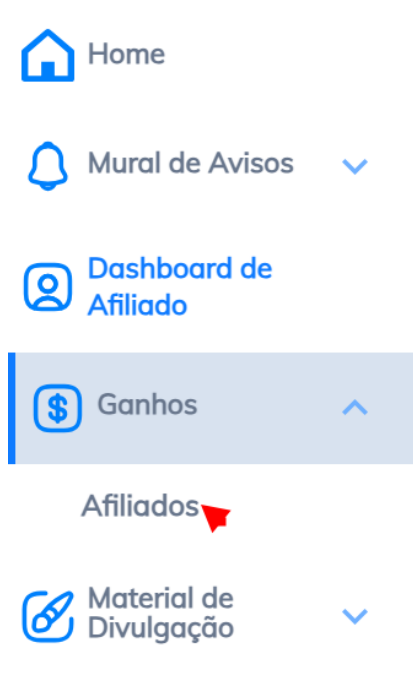 Home
Mural de Avisos
Dashboard de
Afiliado
$ Ganhos
Afiliados
Material de
Divulgação